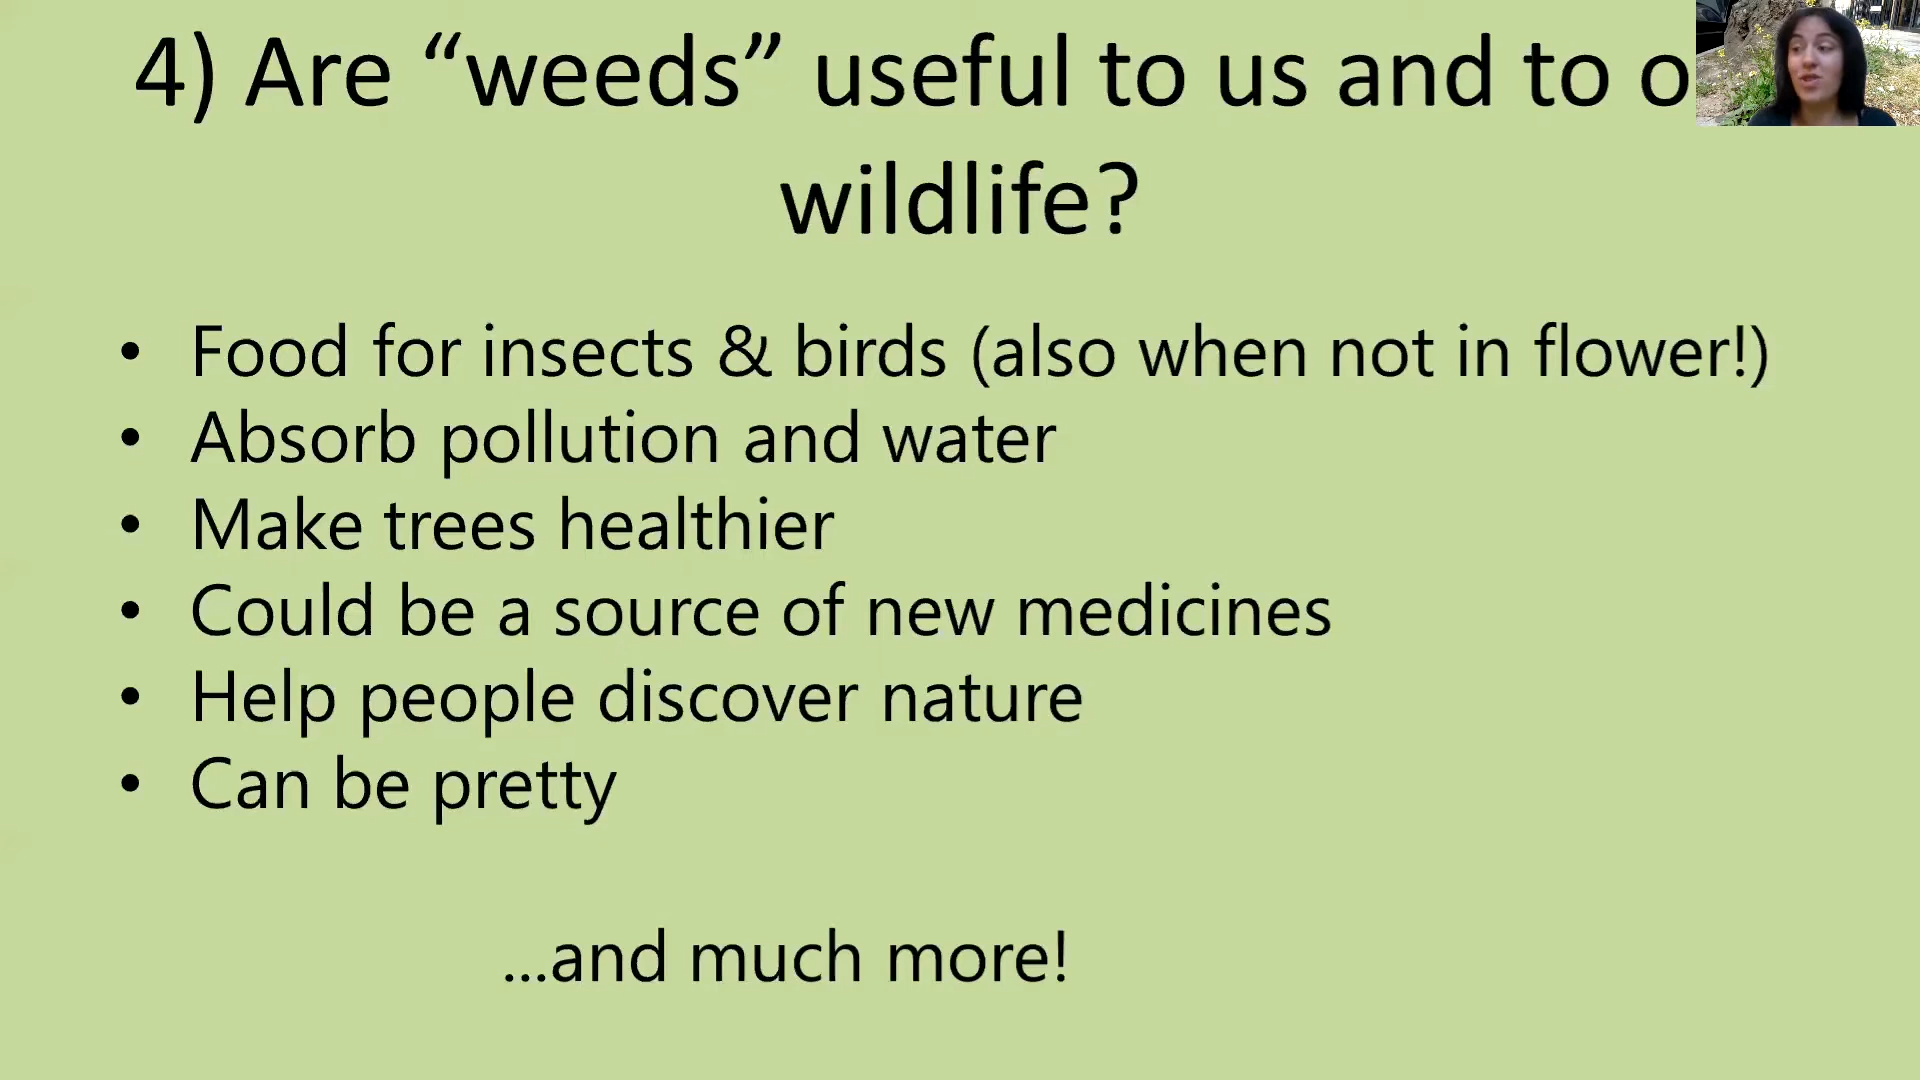 4) Are “weeds” useful to us and to
wildlife?
• Food for insects & birds (also when not in flower!)
• Absorb pollution and water
• Make trees healthier
• Could be a source of new medicines
• Help people discover nature
• Can be pretty
...and much more!